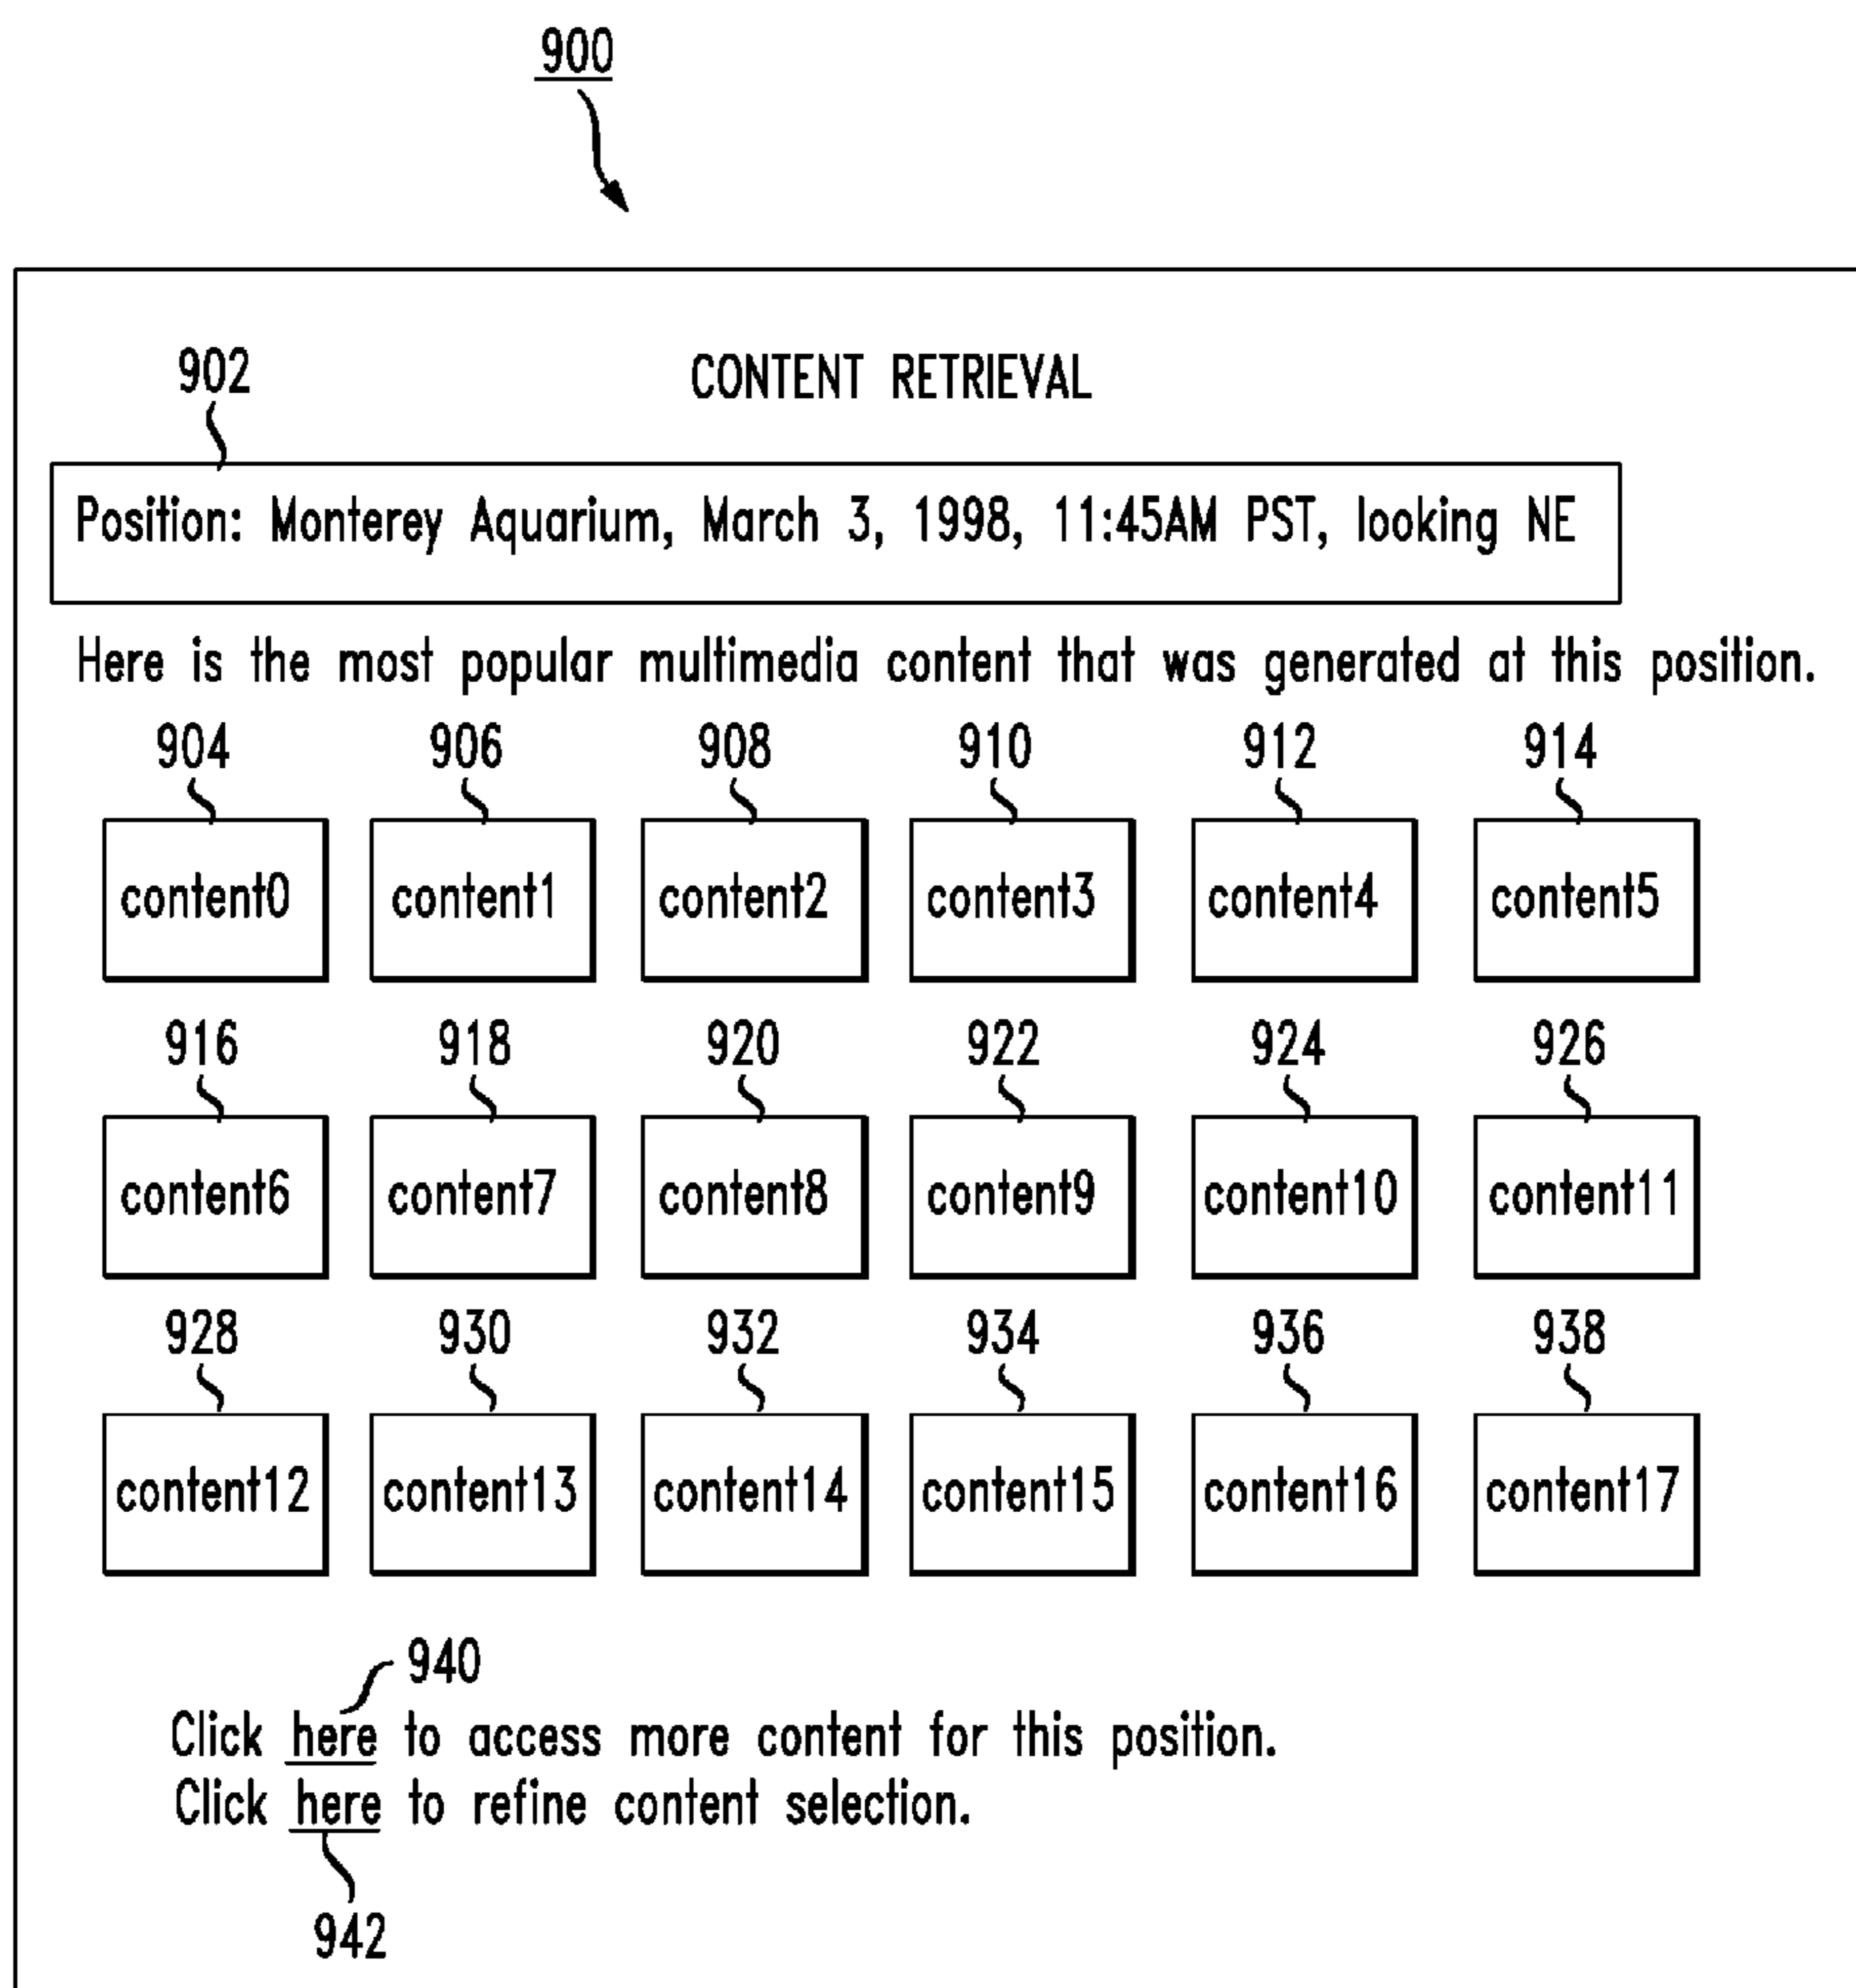 900
902
CONTENT RETRIEVAL
Position: Monterey Aquarium, March 3, 1998, 11:45AM PST, looking NE
Here is the most popular multimedia content that was generated at this position.
904 906 908 910 912 914
content0 content1 content2 content3 content4 content5
916 918 920 922 924 926
content6 content7 content8 content9 content10 content11
928 930 932 934 936 938
content12 content13 content14 content15 content16 content17
940
Click here to access more content for this position.
Click here to refine content selection.
942